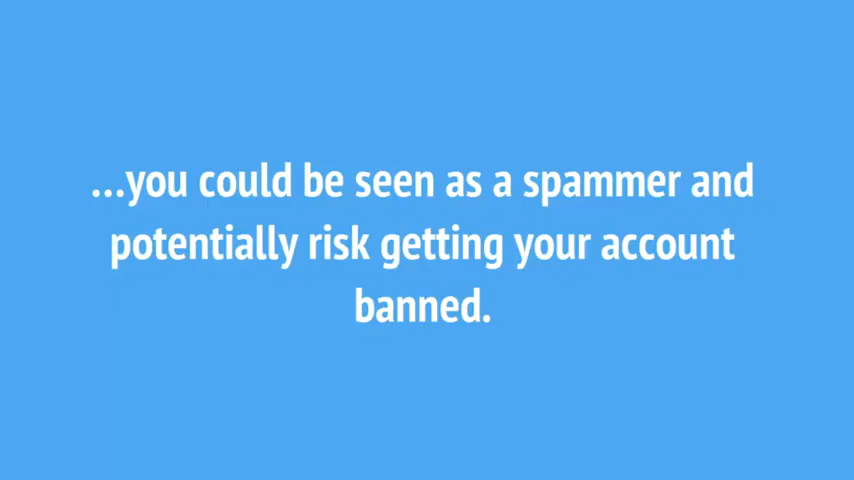 ...you could be seen as a spammer and
potentially risk getting your account
banned.